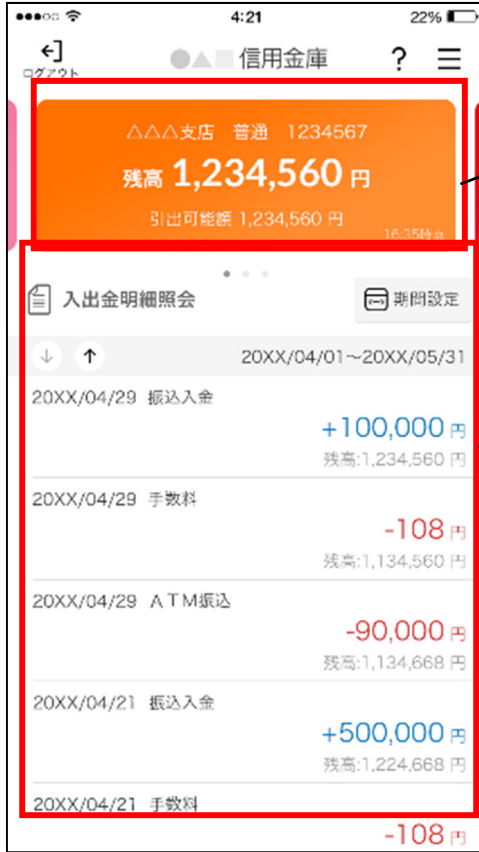 4:21 22%
ログアウト ●▲■信用金庫 ?
△△△支店 普通 1234567
残高 1,234,560 円
引出可能額 1,234,560 円
16:35時点
入出金明細照会 期間設定
↓ ↑ 20XX/04/01～20XX/05/31
20XX/04/29 振込入金
+100,000 円
残高:1,234,560 円
20XX/04/29 手数料
-108 円
残高:1,134,560 円
20XX/04/29 ATM振込
-90,000 円
残高:1,134,668 円
20XX/04/21 振込入金
+500,000 円
残高:1,224,668 円
20XX/04/21 手数料
-108 円